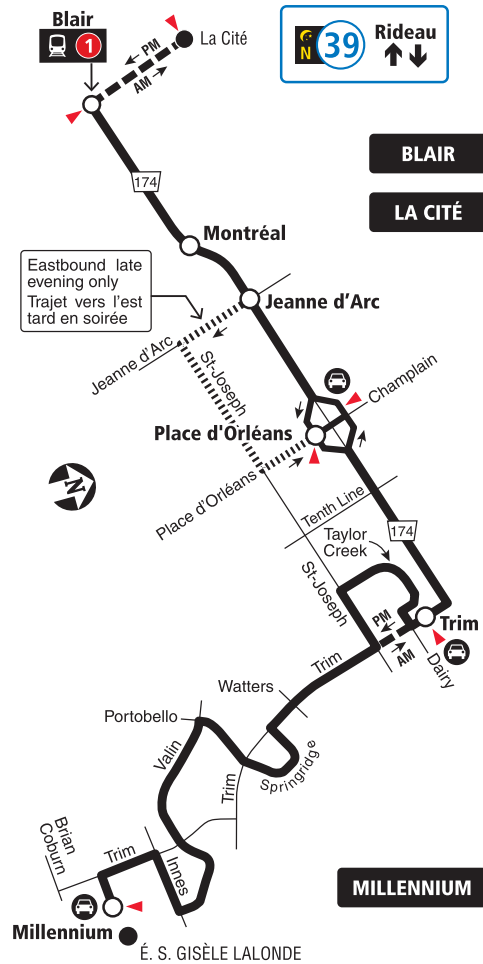 Blair
1
La Cité
PM
AM
N
39
Rideau
BLAIR
LA CITÉ
174
Montréal
Eastbound late
evening only
Trajet vers l'est
tard en soirée
Jeanne d'Arc
Jeanne d'Arc
St-Joseph
Champlain
Place d'Orléans
Place d'Orléans
N
Tenth Line
174
Taylor
Creek
St-Joseph
PM
AM
Trim
Dairy
Trim
Watters
Portobello
Valin
Springridge
Trim
Brian
Coburn
Trim
Innes
MILLENNIUM
Millennium
É. S. GISÈLE LALONDE